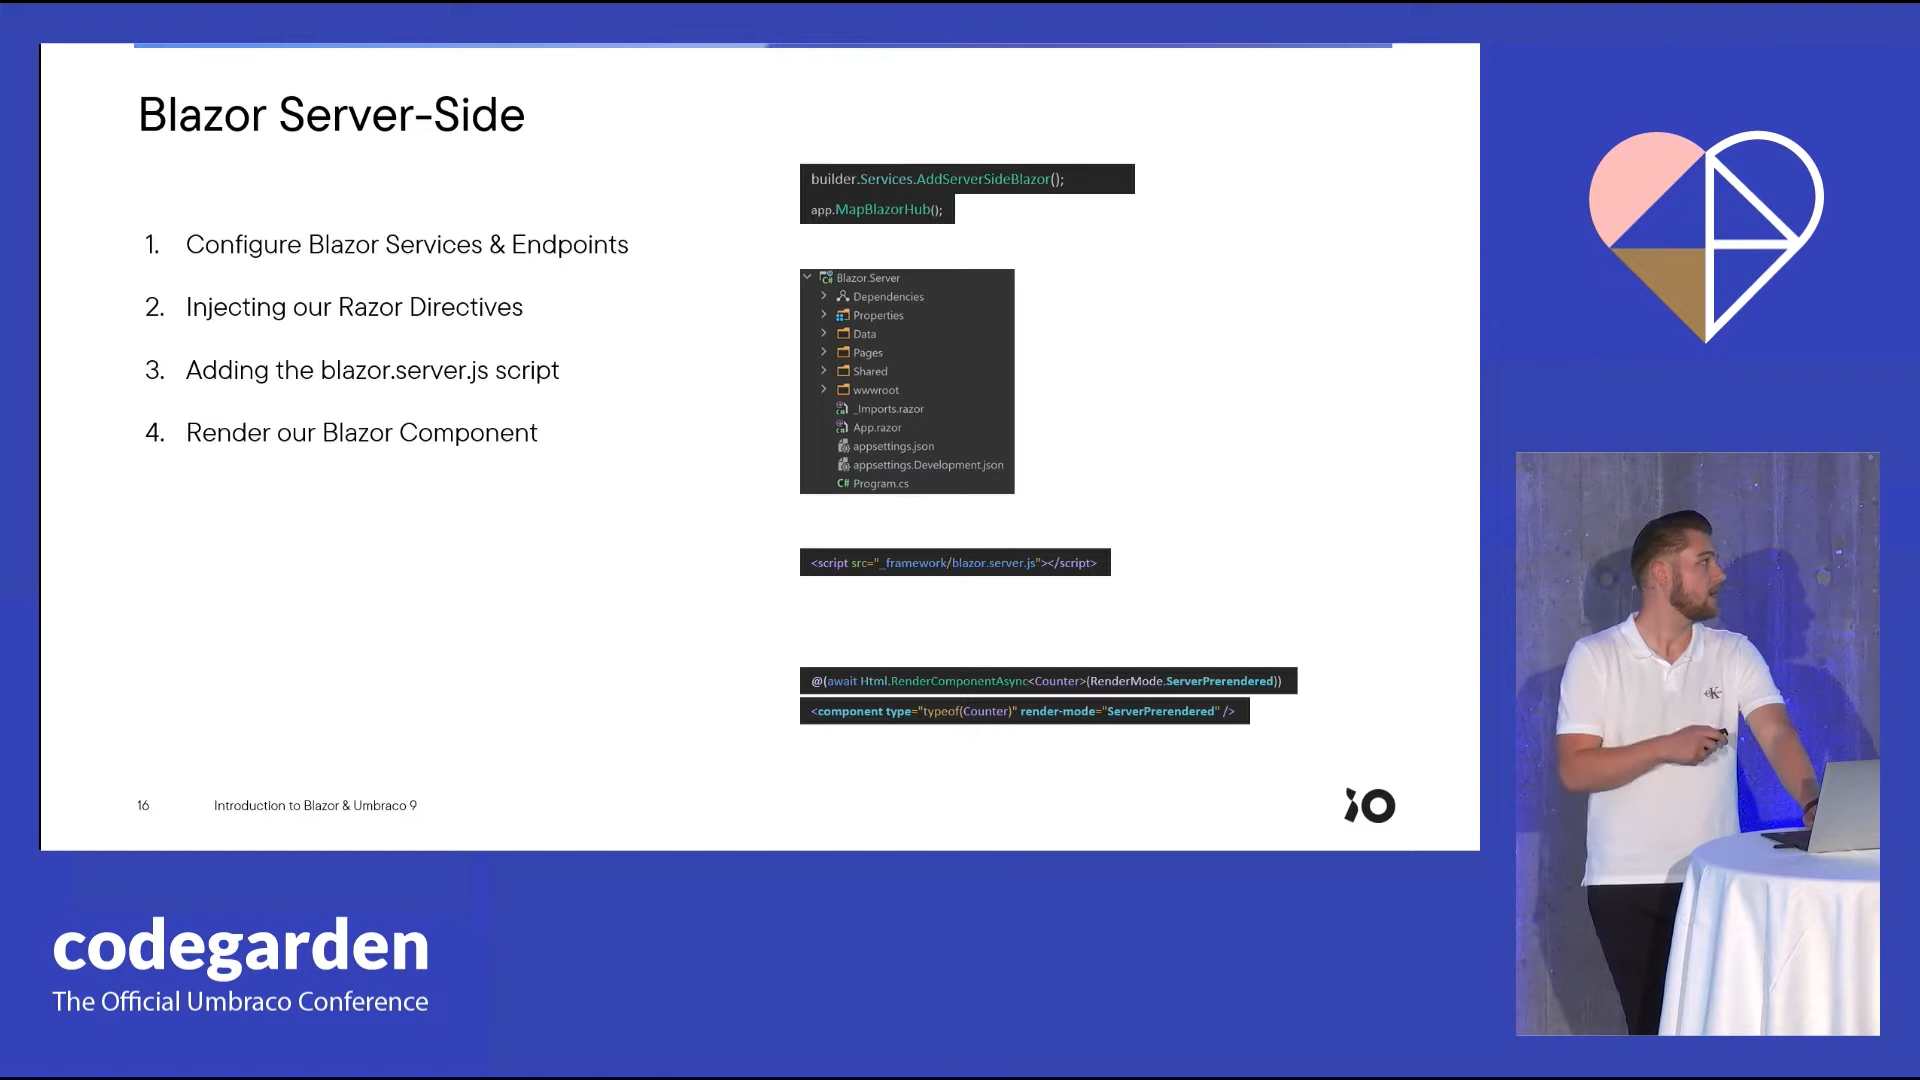 Blazor Server-Side
1. Configure Blazor Services & Endpoints
2. Injecting our Razor Directives
3. Adding the blazor.server.js script
4. Render our Blazor Component
builder.Services.AddServerSideBlazor();
app.MapBlazorHub();
Blazor.Server
Dependencies
Properties
Data
Pages
Shared
wwwroot
_Imports.razor
App.razor
appsettings.json
appsettings.Development.json
C# Program.cs
<script src="_framework/blazor.server.js"></script>
@(await Html.RenderComponentAsync<Counter>(RenderMode.ServerPrerendered))
<component type="typeof(Counter)" render-mode="ServerPrerendered" />
16 Introduction to Blazor & Umbraco 9
iO
codegarden
The Official Umbraco Conference